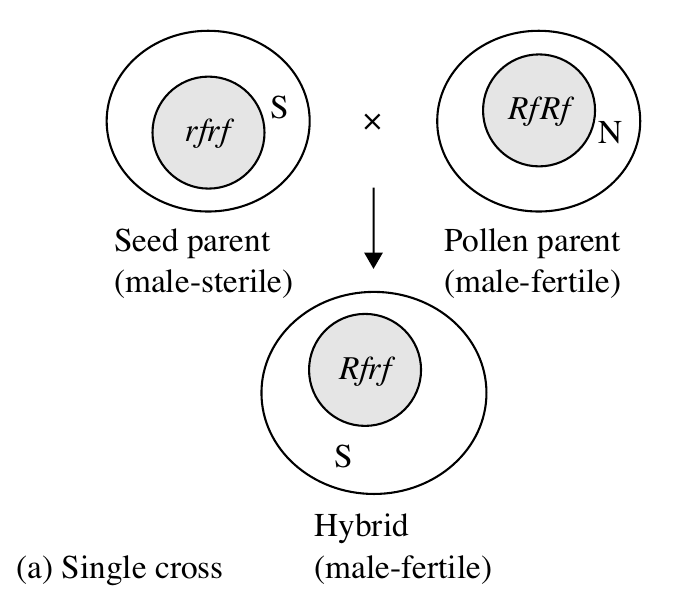 rfrf
S
×
RfRf
N
Seed parent
(male-sterile)
Pollen parent
(male-fertile)
Rfrf
S
Hybrid
(male-fertile)
(a) Single cross